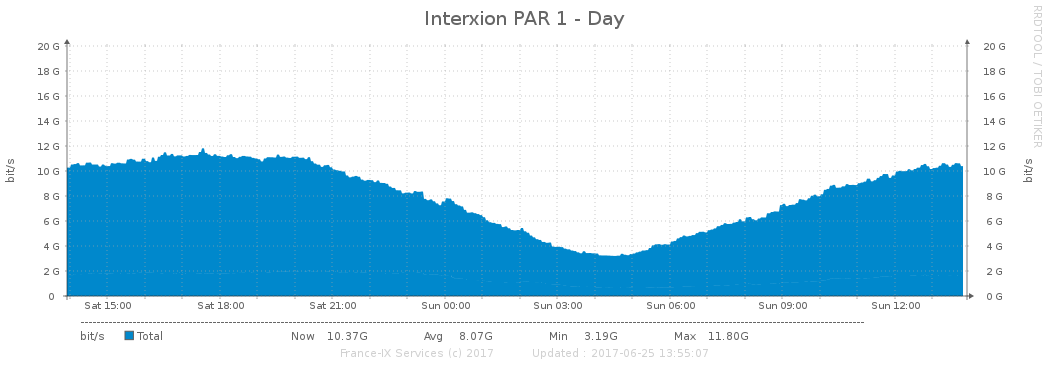 Interxion PAR 1 - Day
RRDTOOL / TOBI OETIKER
20 G 20 G
18 G 18 G
16 G 16 G
14 G 14 G
12 G 12 G
10 G 10 G
8 G 8 G
6 G 6 G
4 G 4 G
2 G 2 G
0 0 G
bit/s bit/s
Sat 15:00 Sat 18:00 Sat 21:00 Sun 00:00 Sun 03:00 Sun 06:00 Sun 09:00 Sun 12:00
bit/s Total Now 10.37G Avg 8.07G Min 3.19G Max 11.80G
France-IX Services (c) 2017 Updated : 2017-06-25 13:55:07